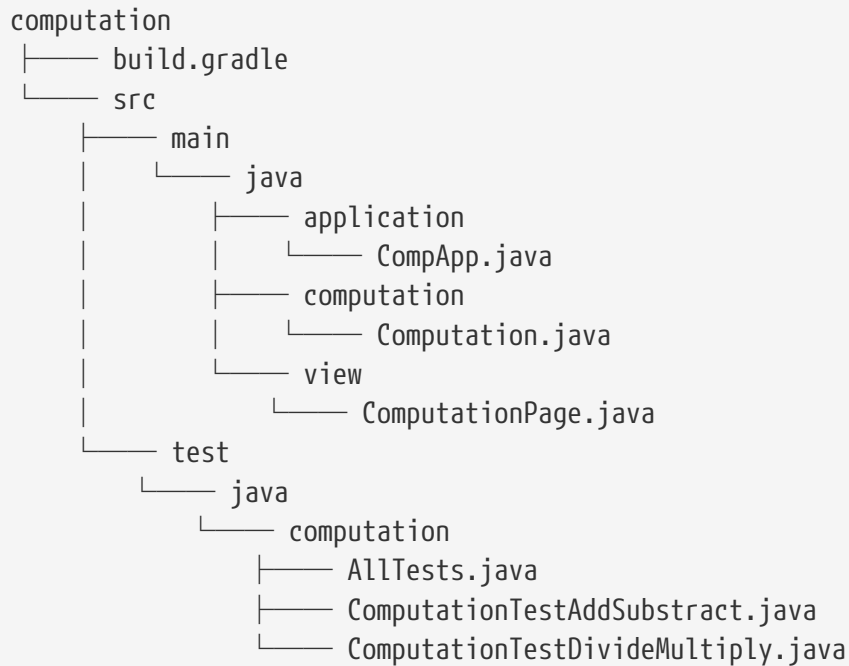 computation
├──── build.gradle
└──── src
      ├──── main
      │     └──── java
      │           ├──── application
      │           │     └──── CompApp.java
      │           ├──── computation
      │           │     └──── Computation.java
      │           └──── view
      │                 └──── ComputationPage.java
      └──── test
            └──── java
                  └──── computation
                        ├──── AllTests.java
                        ├──── ComputationTestAddSubstract.java
                        └──── ComputationTestDivideMultiply.java